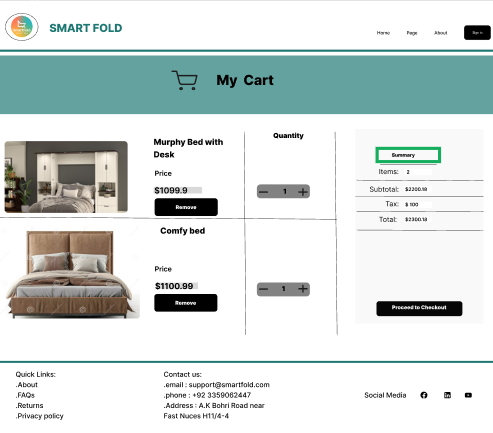 SMART FOLD
Home Page About
My Cart
Murphy Bed with
Desk
Price
$1099.9
Remove
Quantity
1
Comfy bed
Price
$1100.99
Remove
1
Summary
Items: 2
Subtotal: $2200.18
Tax: $ 100
Total: $2300.18
Proceed to Checkout
Quick Links:
.About
.FAQs
.Returns
.Privacy policy
Contact us:
.email : support@smartfold.com
.phone : +92 3359062447
.Address : A.K Bohri Road near
Fast Nuces H11/4-4
Social Media